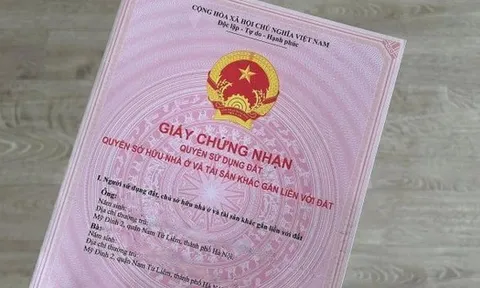 CỘNG HÒA XÃ HỘI CHỦ NGHĨA VIỆT NAM
Độc lập - Tự do - Hạnh phúc
GIẤY CHỨNG NHẬN
QUYỀN SỬ DỤNG ĐẤT
QUYỀN SỞ HỮU NHÀ Ở VÀ TÀI SẢN KHÁC GẮN LIỀN VỚI ĐẤT
I. Người sử dụng đất, chủ sở hữu nhà ở và tài sản khác gắn liền với đất
Ông:
Năm sinh:
Địa chỉ thường trú:
Mỹ Đình 2, quận Nam Từ Liêm, thành phố Hà Nội.
Bà:
Năm sinh:
Địa chỉ thường trú:
Mỹ Đình 2, quận Nam Từ Liêm, thành phố Hà